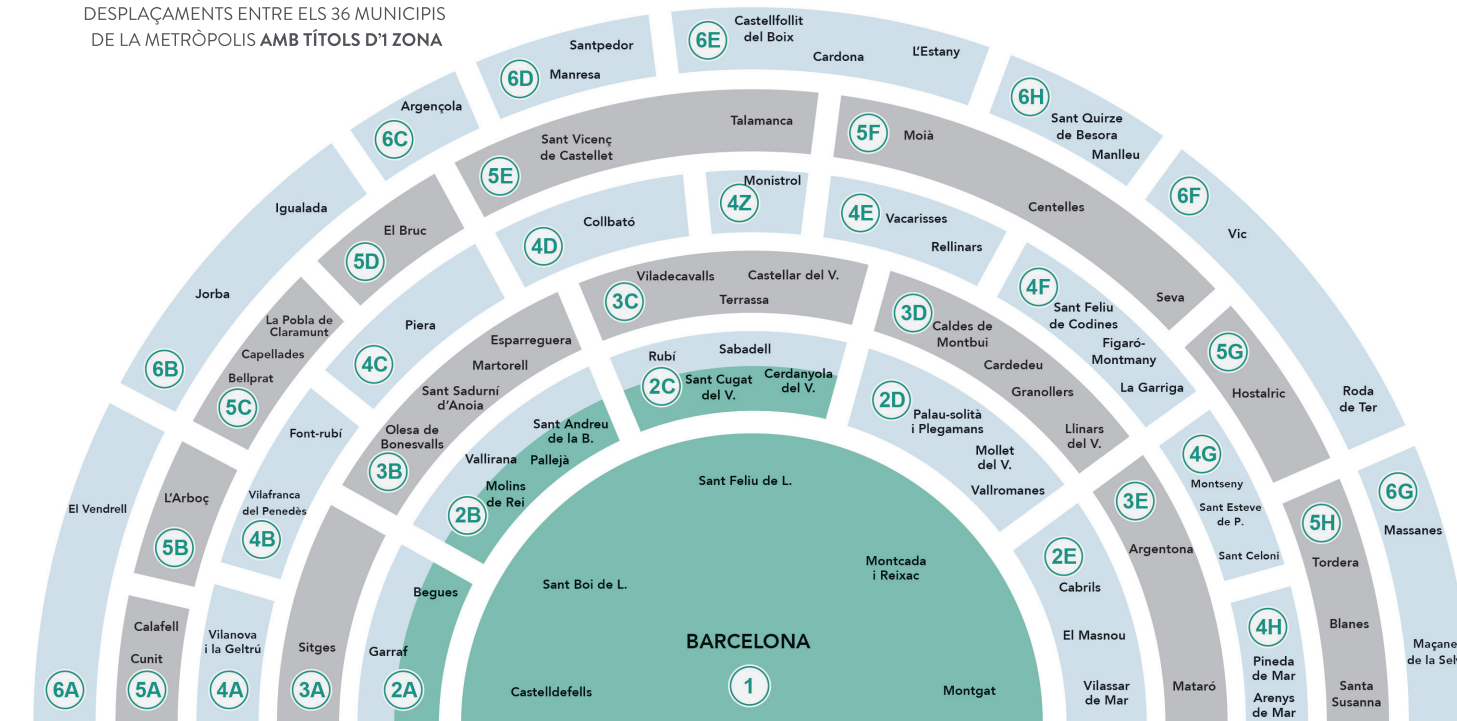 DESPLAÇAMENTS ENTRE ELS 36 MUNICIPIS
DE LA METRÒPOLIS AMB TÍTOLS D'1 ZONA
6A
El Vendrell
6B
Jorba
Igualada
6C
Argençola
6D
Santpedor
Manresa
6E
Castellfollit
del Boix
Cardona
L'Estany
6H
Sant Quirze
de Besora
Manlleu
6F
Vic
Roda
de Ter
6G
Massanes
Maçane
de la Sel
5A
Calafell
Cunit
5B
L'Arboç
5C
La Pobla de
Claramunt
Capellades
Bellprat
5D
El Bruc
5E
Sant Vicenç
de Castellet
Talamanca
5F
Moià
Centelles
Seva
5G
Hostalric
5H
Tordera
Blanes
Santa
Susanna
4A
Vilanova
i la Geltrú
4B
Vilafranca
del Penedès
Font-rubí
4C
Piera
4D
Collbató
4Z
Monistrol
4E
Vacarisses
Rellinars
4F
Sant Feliu
de Codines
Figaró-
Montmany
La Garriga
4G
Montseny
Sant Esteve
de P.
Sant Celoni
4H
Pineda
de Mar
Arenys
de Mar
3A
Sitges
3B
Olesa de
Bonesvalls
Sant Sadurní
d'Anoia
Martorell
Esparreguera
3C
Viladecavalls
Castellar del V.
Terrassa
3D
Caldes de
Montbui
Cardedeu
Granollers
Llinars
del V.
3E
Argentona
Mataró
2A
Garraf
Begues
2B
Vallirana
Pallejà
Sant Andreu
de la B.
Molins
de Rei
2C
Rubí
Sabadell
Sant Cugat
del V.
Cerdanyola
del V.
2D
Palau-solità
i Plegamans
Mollet
del V.
Vallromanes
2E
Cabrils
El Masnou
Vilassar
de Mar
Sant Feliu de L.
Montcada
i Reixac
Sant Boi de L.
BARCELONA
1
Castelldefells
Montgat